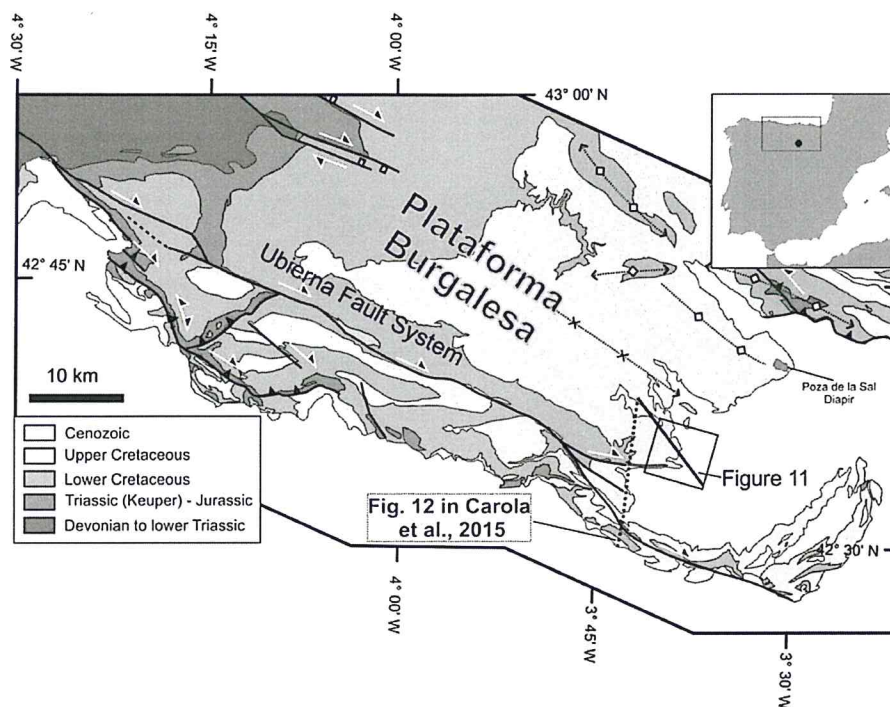 4° 30' W
4° 15' W
4° 00' W
43° 00' N
42° 45' N
Plataforma
Burgalesa
Ubierna Fault System
10 km
Poza de la Sal
Diapir
Cenozoic
Upper Cretaceous
Lower Cretaceous
Triassic (Keuper) - Jurassic
Devonian to lower Triassic
Figure 11
Fig. 12 in Carola
et al., 2015
42° 30' N
4° 00' W
3° 45' W
3° 30' W